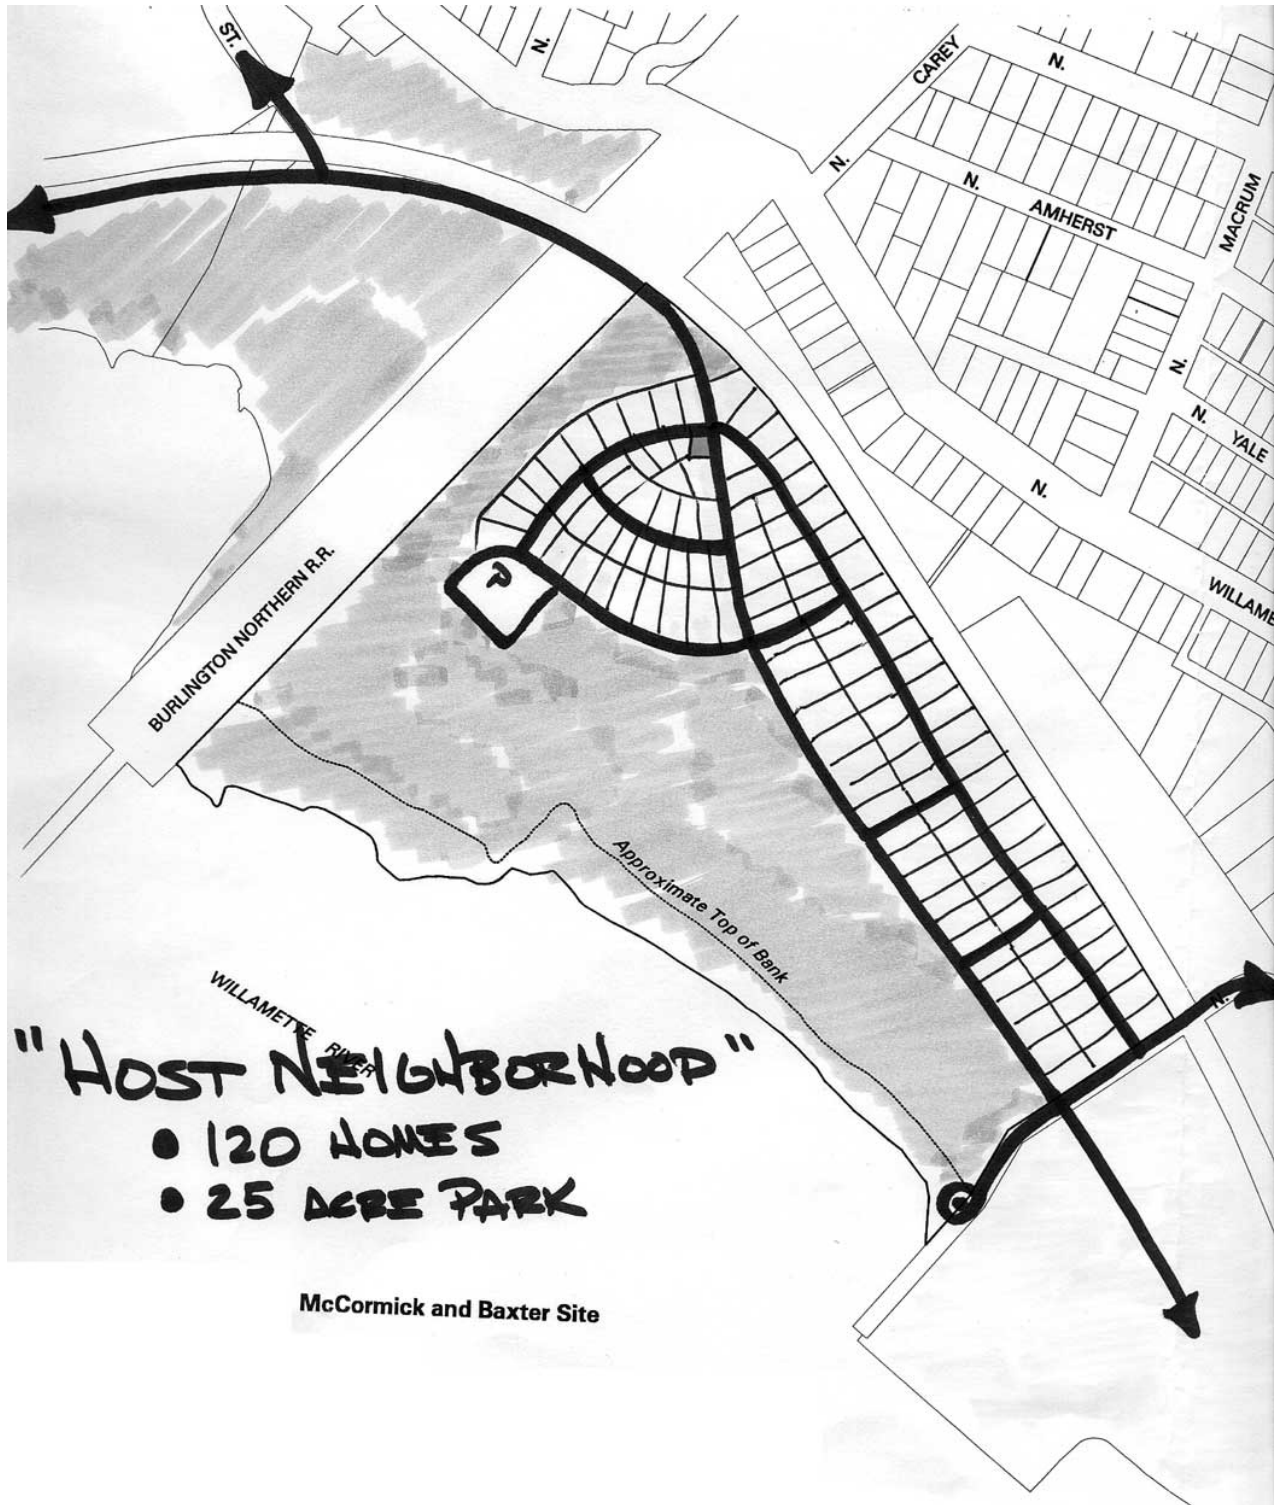 ST.
N.
CAREY
N.
N.
N.
AMHERST
MACRUM
N.
N. YALE
N.
WILLAME
BURLINGTON NORTHERN R.R.
P
Approximate Top of Bank
N.
WILLAMETTE RIVER
"HOST NEIGHBORHOOD"
• 120 HOMES
• 25 ACRE PARK
McCormick and Baxter Site